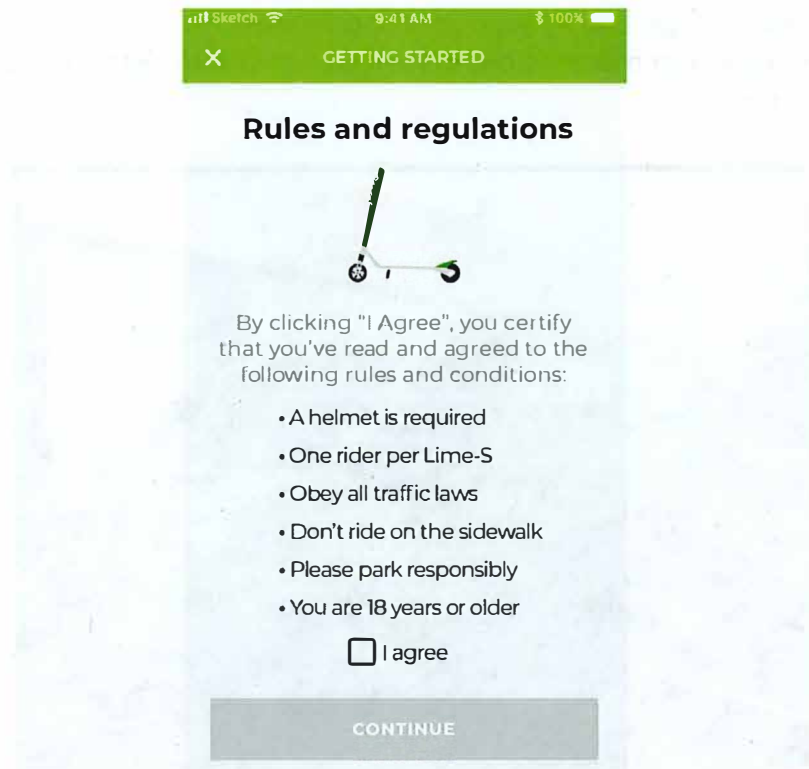 Sketch 9:41 AM 100%
GETTING STARTED
Rules and regulations
By clicking "I Agree", you certify
that you've read and agreed to the
following rules and conditions:
• A helmet is required
• One rider per Lime-S
• Obey all traffic laws
• Don't ride on the sidewalk
• Please park responsibly
• You are 18 years or older
I agree
CONTINUE